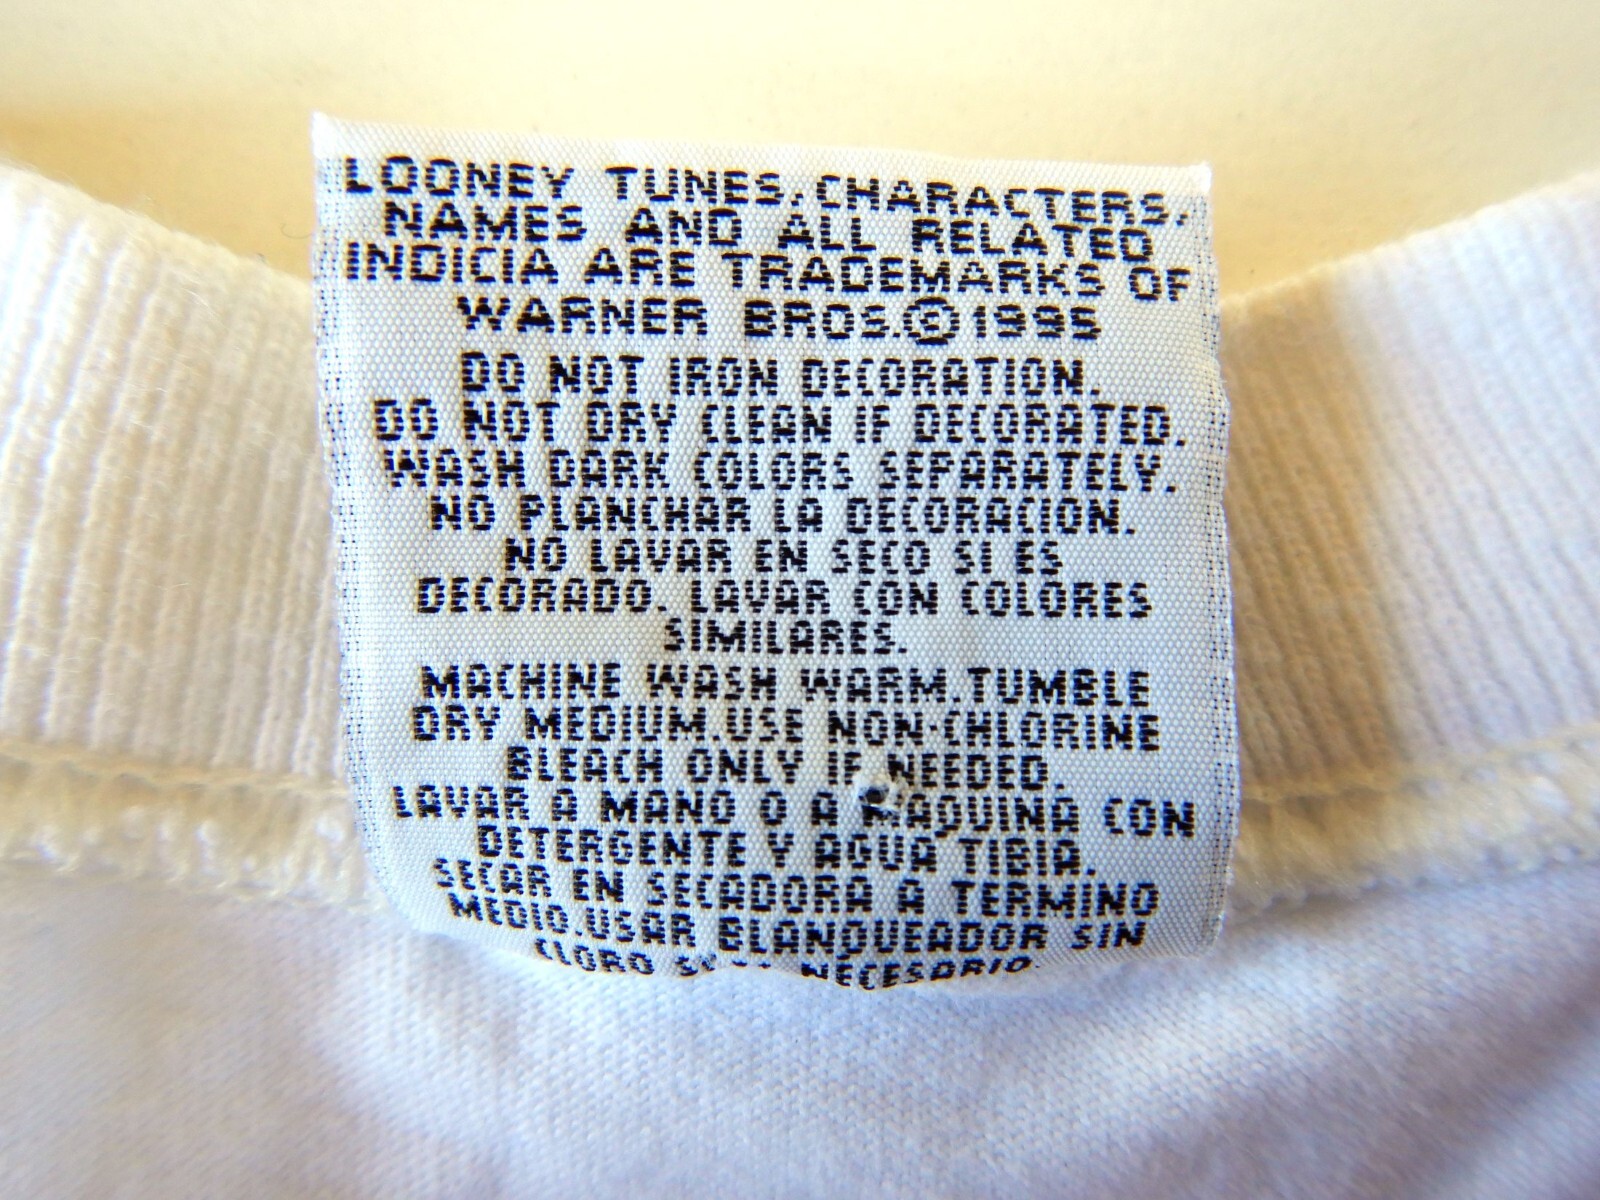 LOONEY TUNES, CHARACTERS,
NAMES AND ALL RELATED
INDICIA ARE TRADEMARKS OF
WARNER BROS.©1995
DO NOT IRON DECORATION.
DO NOT DRY CLEAN IF DECORATED.
WASH DARK COLORS SEPARATELY.
NO PLANCHAR LA DECORACION.
NO LAVAR EN SECO SI ES
DECORADO. LAVAR CON COLORES
SIMILARES.
MACHINE WASH WARM.TUMBLE
DRY MEDIUM.USE NON-CHLORINE
BLEACH ONLY IF NEEDED.
LAVAR A MANO O A MAQUINA CON
DETERGENTE Y AGUA TIBIA.
SECAR EN SECADORA A TERMINO
MEDIO.USAR BLANQUEADOR SIN
CLORO NECESARIO.